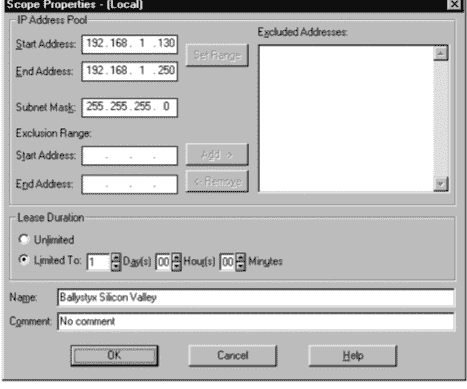 Scope Properties - (Local)
IP Address Pool
Start Address: 192.168. 1 .130
Set Range
End Address: 192.168. 1 .250
Subnet Mask: 255.255.255. 0
Exclusion Range:
Start Address: . . .
Add ->
End Address: . . .
<- Remove
Excluded Addresses:
Lease Duration
Unlimited
Limited To: 1 Day(s) 00 Hour(s) 00 Minutes
Name: Ballystyx Silicon Valley
Comment: No comment
OK
Cancel
Help